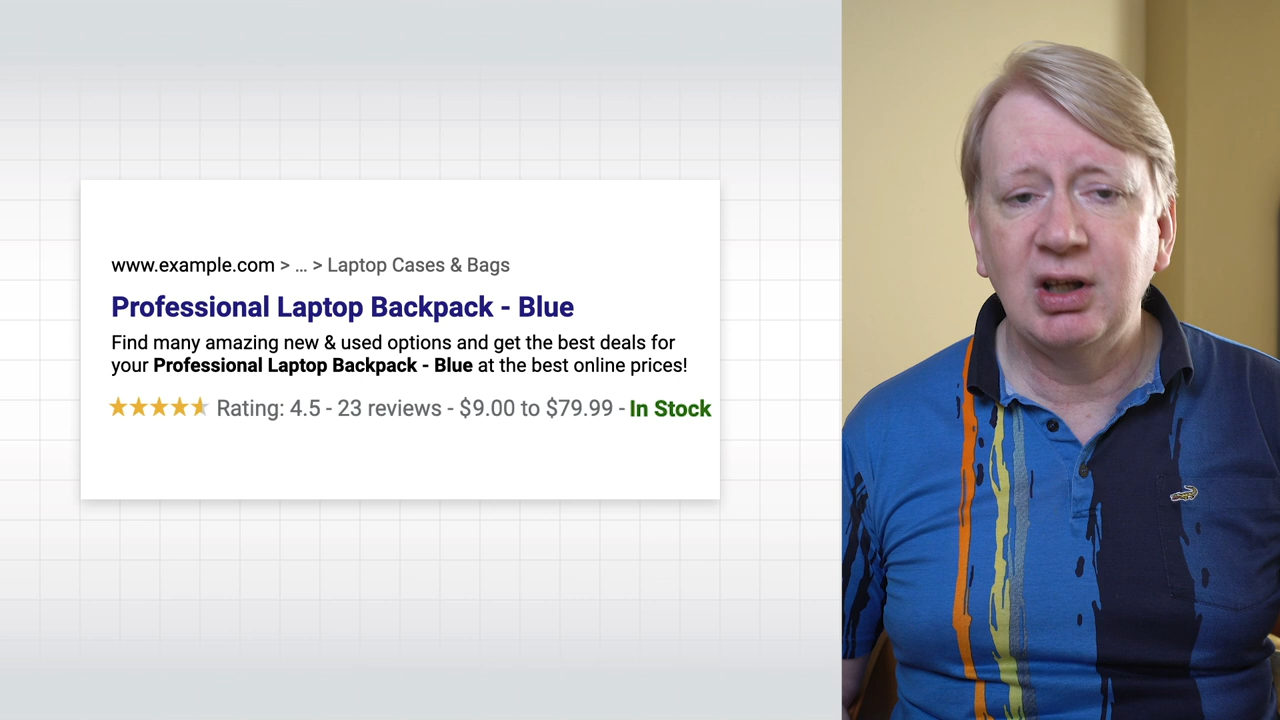 www.example.com > ... > Laptop Cases & Bags
Professional Laptop Backpack - Blue
Find many amazing new & used options and get the best deals for
your Professional Laptop Backpack - Blue at the best online prices!
Rating: 4.5 - 23 reviews - $9.00 to $79.99 - In Stock